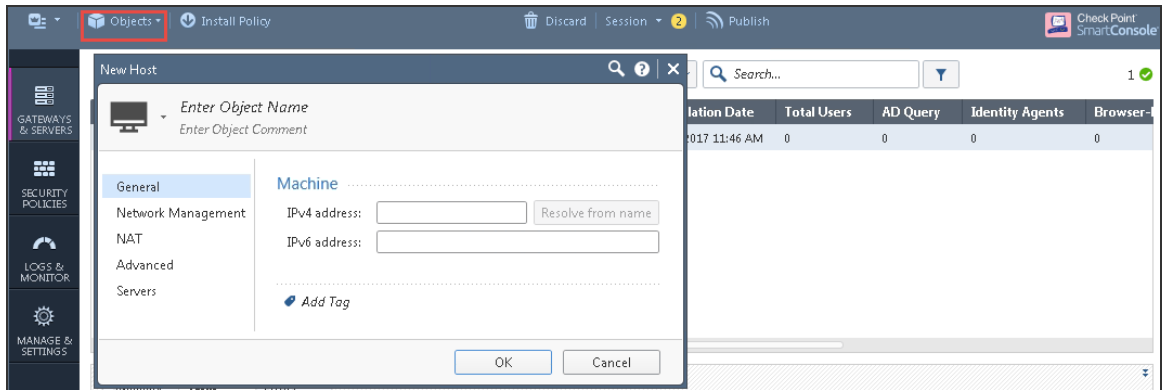 Objects Install Policy Discard Session 2 Publish Check Point
SmartConsole
New Host Search... 1
Enter Object Name
Enter Object Comment
lation Date Total Users AD Query Identity Agents Browser-
2017 11:46 AM 0 0 0 0
GATEWAYS
& SERVERS
SECURITY
POLICIES
LOGS &
MONITOR
MANAGE &
SETTINGS
General
Network Management
NAT
Advanced
Servers
Machine
IPv4 address: Resolve from name
IPv6 address:
Add Tag
OK Cancel